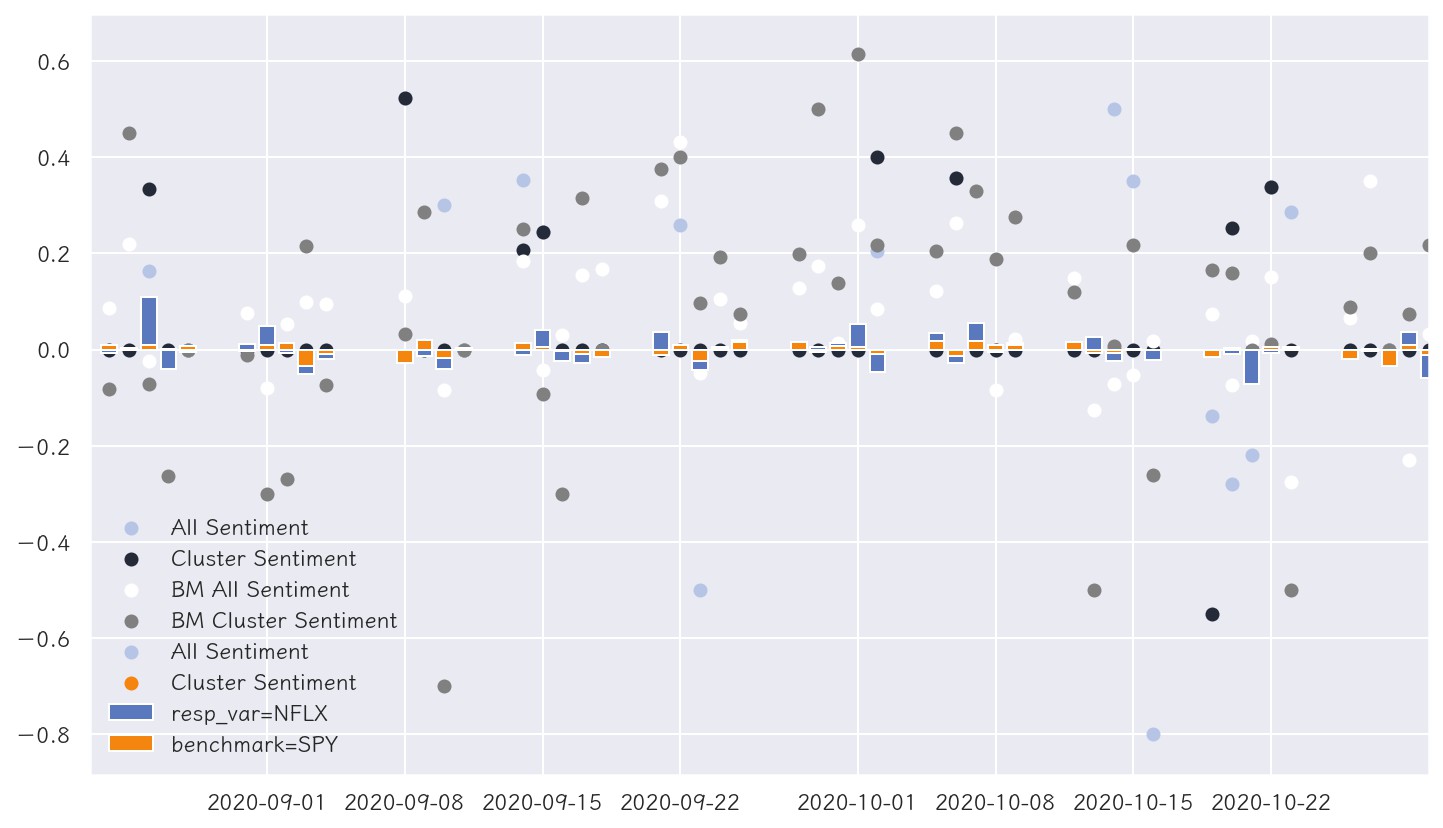 0.6
0.4
0.2
0.0
−0.2
−0.4
−0.6
−0.8
All Sentiment
Cluster Sentiment
BM All Sentiment
BM Cluster Sentiment
All Sentiment
Cluster Sentiment
resp_var=NFLX
benchmark=SPY
2020-09-01 2020-09-08 2020-09-15 2020-09-22 2020-10-01 2020-10-08 2020-10-15 2020-10-22